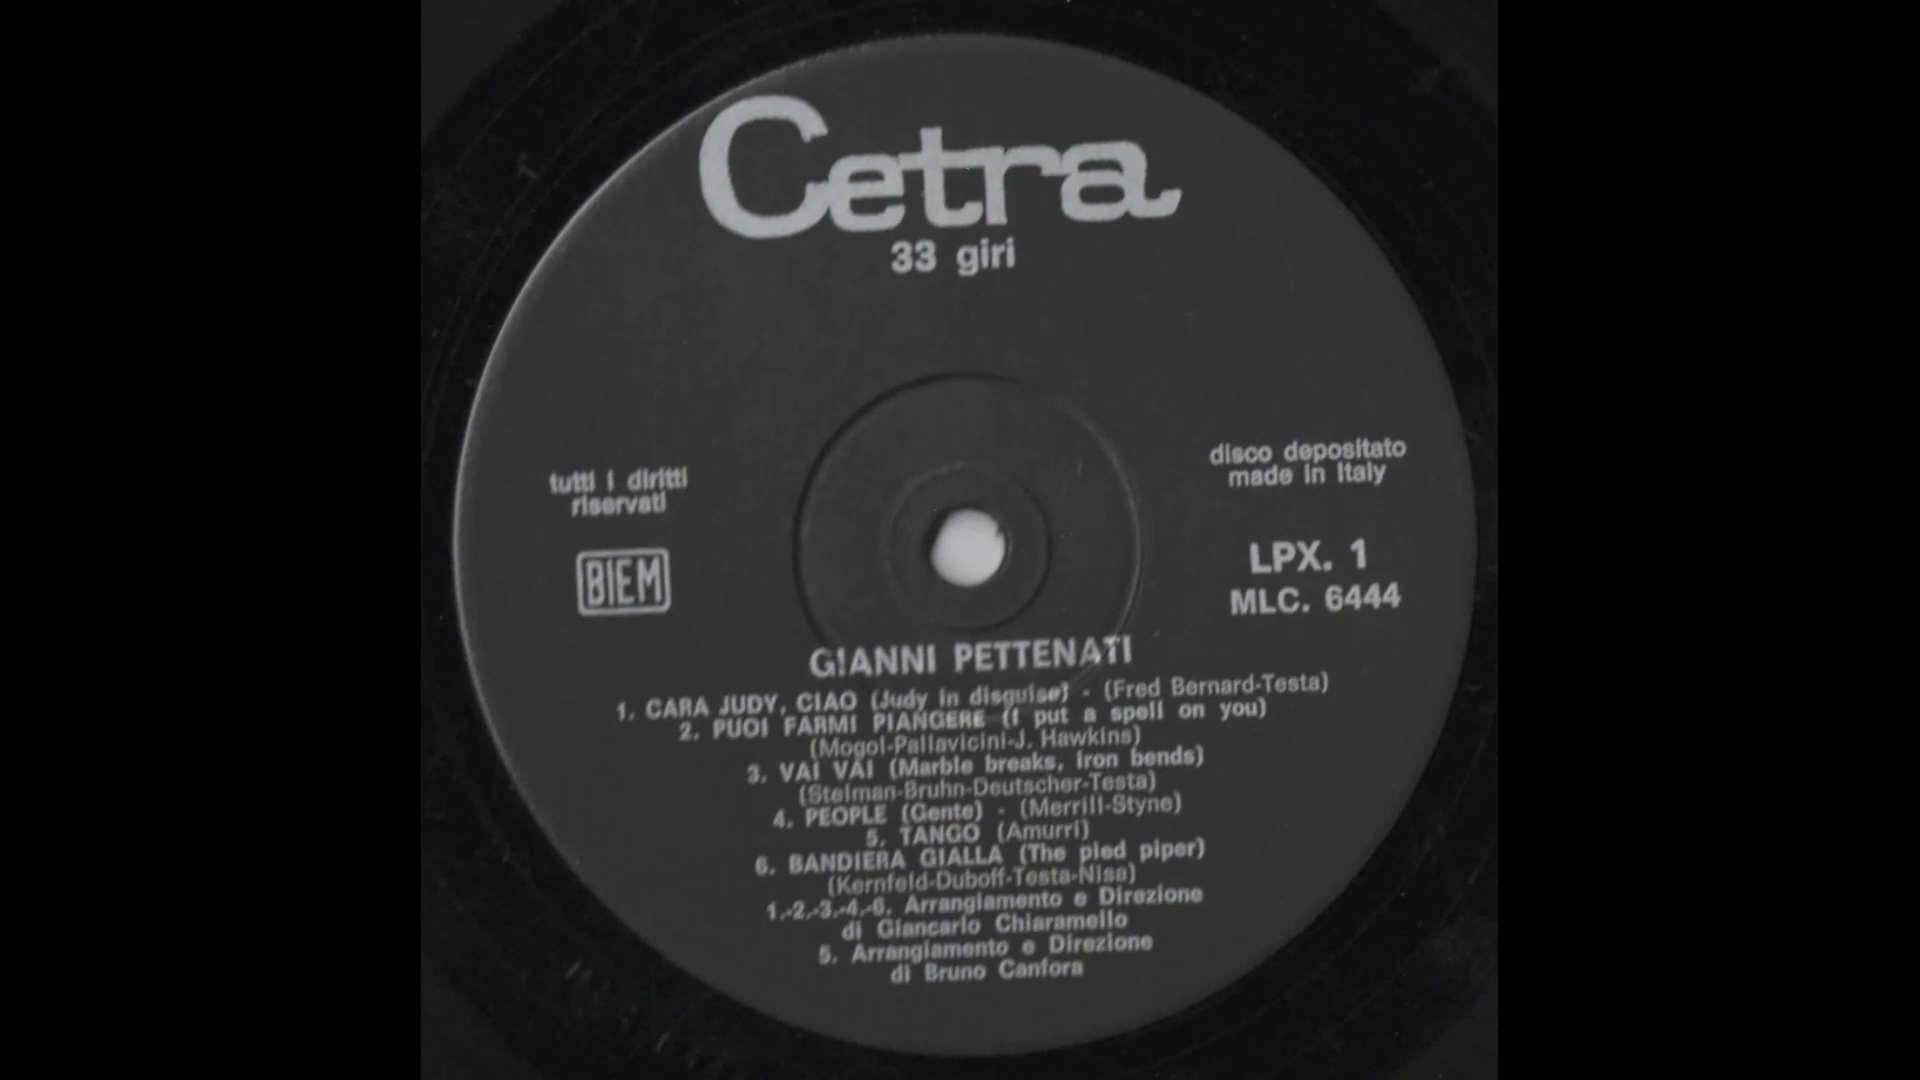 Cetra
33 giri
tutti i diritti
riservati
BIEM
disco depositato
made in Italy
LPX. 1
MLC. 6444
GIANNI PETTENATI
1. CARA JUDY, CIAO (Judy in disguise) - (Fred Bernard-Testa)
2. PUOI FARMI PIANGERE (I put a spell on you)
(Mogol-Pallavicini-J. Hawkins)
3. VAI VAI (Marble breaks, iron bends)
(Stelman-Bruhn-Deutscher-Testa)
4. PEOPLE (Gente) - (Merrill-Styne)
5. TANGO (Amurri)
6. BANDIERA GIALLA (The pied piper)
(Kernfeld-Duboff-Testa-Nisa)
1.-2.-3.-4.-6. Arrangiamento e Direzione
di Giancarlo Chiaramello
5. Arrangiamento e Direzione
di Bruno Canfora